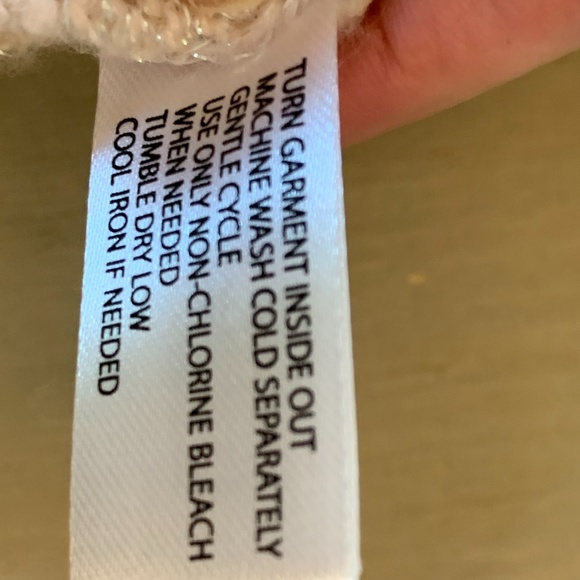 TURN GARMENT INSIDE OUT
MACHINE WASH COLD SEPARATELY
GENTLE CYCLE
USE ONLY NON-CHLORINE BLEACH
WHEN NEEDED
TUMBLE DRY LOW
COOL IRON IF NEEDED